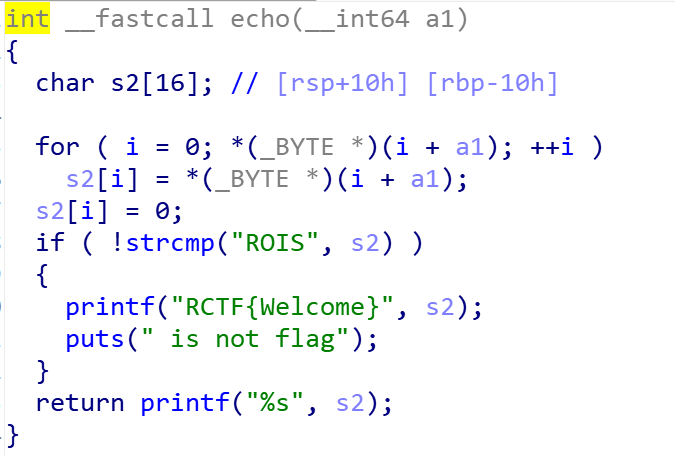 int __fastcall echo(__int64 a1)
{
  char s2[16]; // [rsp+10h] [rbp-10h]

  for ( i = 0; *(_BYTE *)(i + a1); ++i )
    s2[i] = *(_BYTE *)(i + a1);
  s2[i] = 0;
  if ( !strcmp("ROIS", s2) )
  {
    printf("RCTF{Welcome}", s2);
    puts(" is not flag");
  }
  return printf("%s", s2);
}